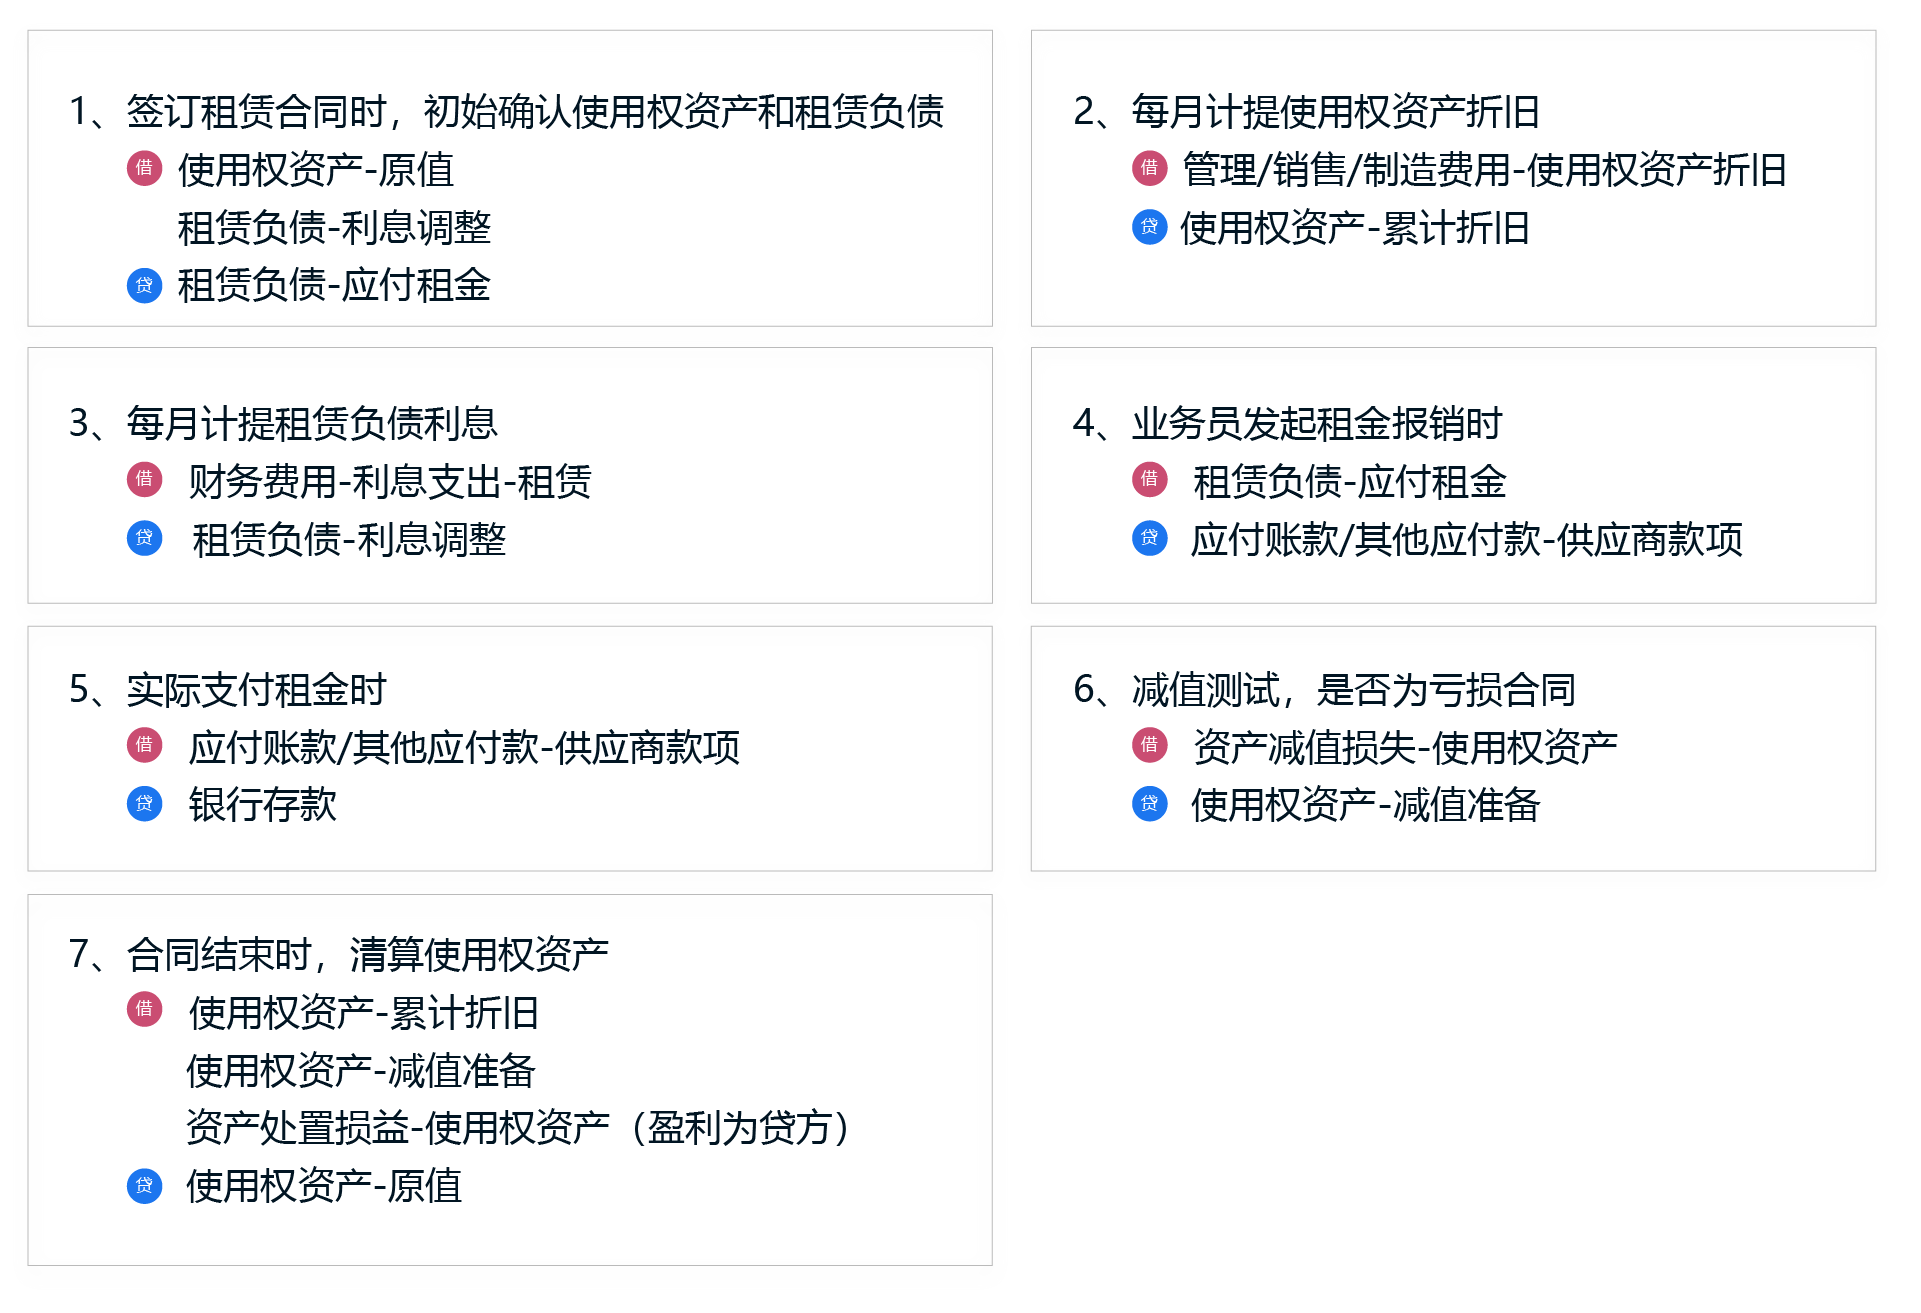 1、签订租赁合同时，初始确认使用权资产和租赁负债
借 使用权资产-原值
租赁负债-利息调整
贷 租赁负债-应付租金
2、每月计提使用权资产折旧
借 管理/销售/制造费用-使用权资产折旧
贷 使用权资产-累计折旧
3、每月计提租赁负债利息
借 财务费用-利息支出-租赁
贷 租赁负债-利息调整
4、业务员发起租金报销时
借 租赁负债-应付租金
贷 应付账款/其他应付款-供应商款项
5、实际支付租金时
借 应付账款/其他应付款-供应商款项
贷 银行存款
6、减值测试，是否为亏损合同
借 资产减值损失-使用权资产
贷 使用权资产-减值准备
7、合同结束时，清算使用权资产
借 使用权资产-累计折旧
使用权资产-减值准备
资产处置损益-使用权资产（盈利为贷方）
贷 使用权资产-原值